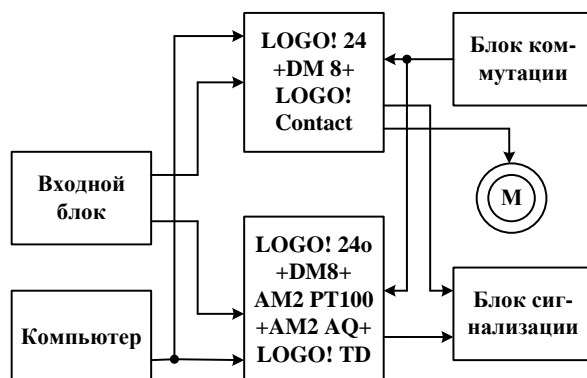 LOGO! 24
+DM 8+
LOGO!
Contact
Блок ком-
мутации
Входной
блок
М
LOGO! 24o
+DM8+
AM2 PT100
+AM2 AQ+
LOGO! TD
Компьютер
Блок сиг-
нализации